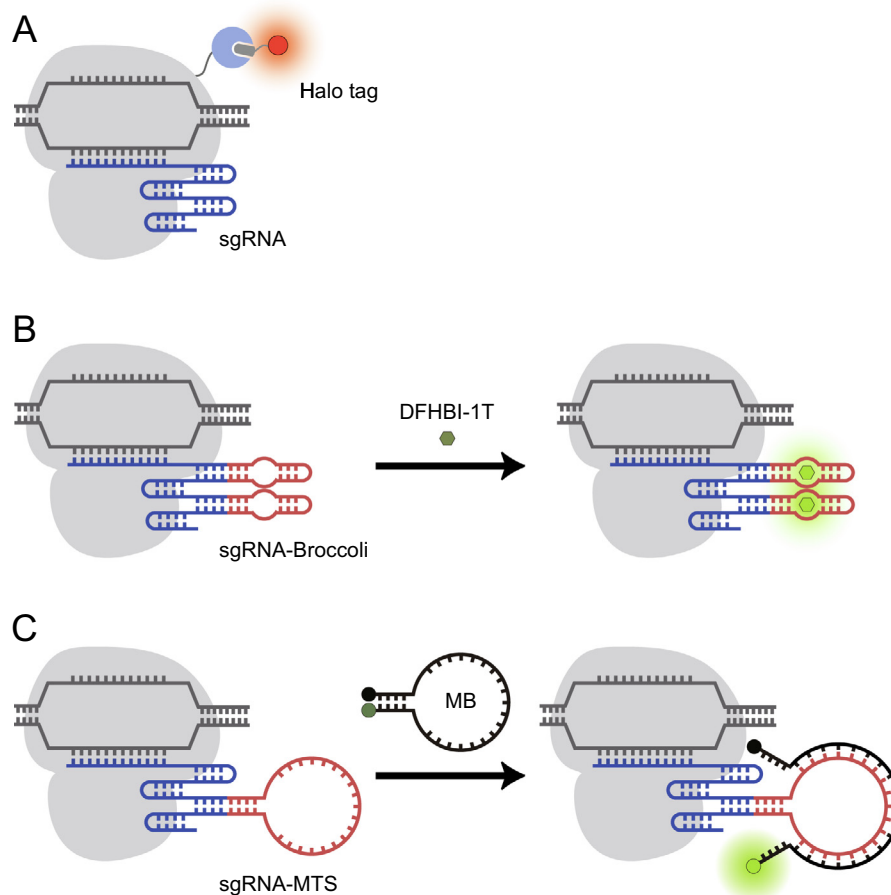 A
Halo tag
sgRNA
B
DFHBI-1T
sgRNA-Broccoli
C
MB
sgRNA-MTS